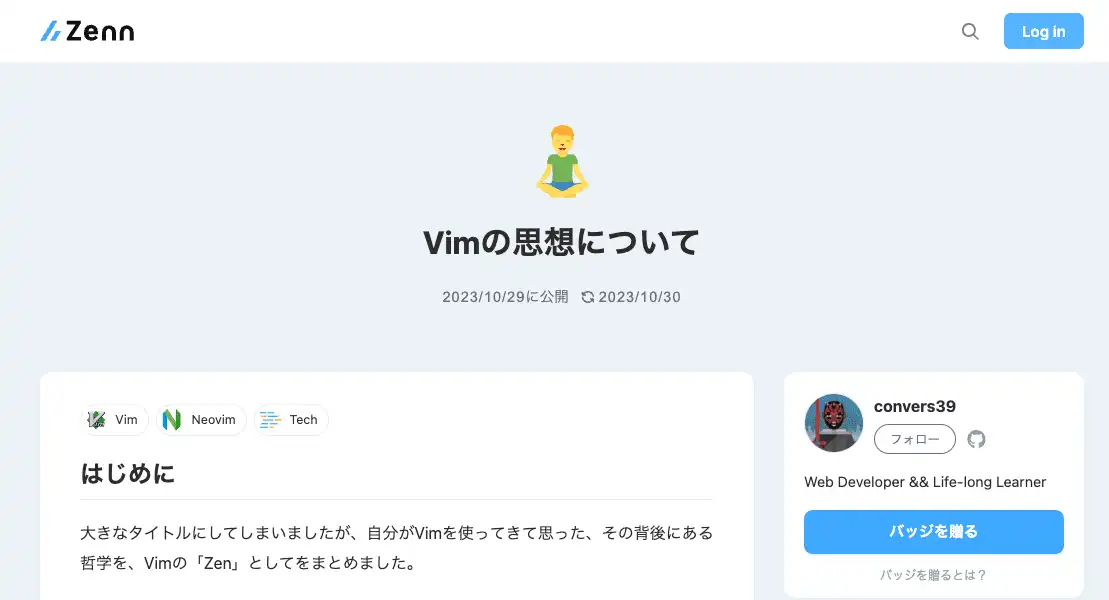 Zenn
Log in
Vimの思想について
2023/10/29に公開 2023/10/30
Vim Neovim Tech
はじめに
大きなタイトルにしてしまいましたが、自分がVimを使ってきて思った、その背後にある
哲学を、Vimの「Zen」としてをまとめました。
convers39
フォロー
Web Developer && Life-long Learner
バッジを贈る
バッジを贈るとは？